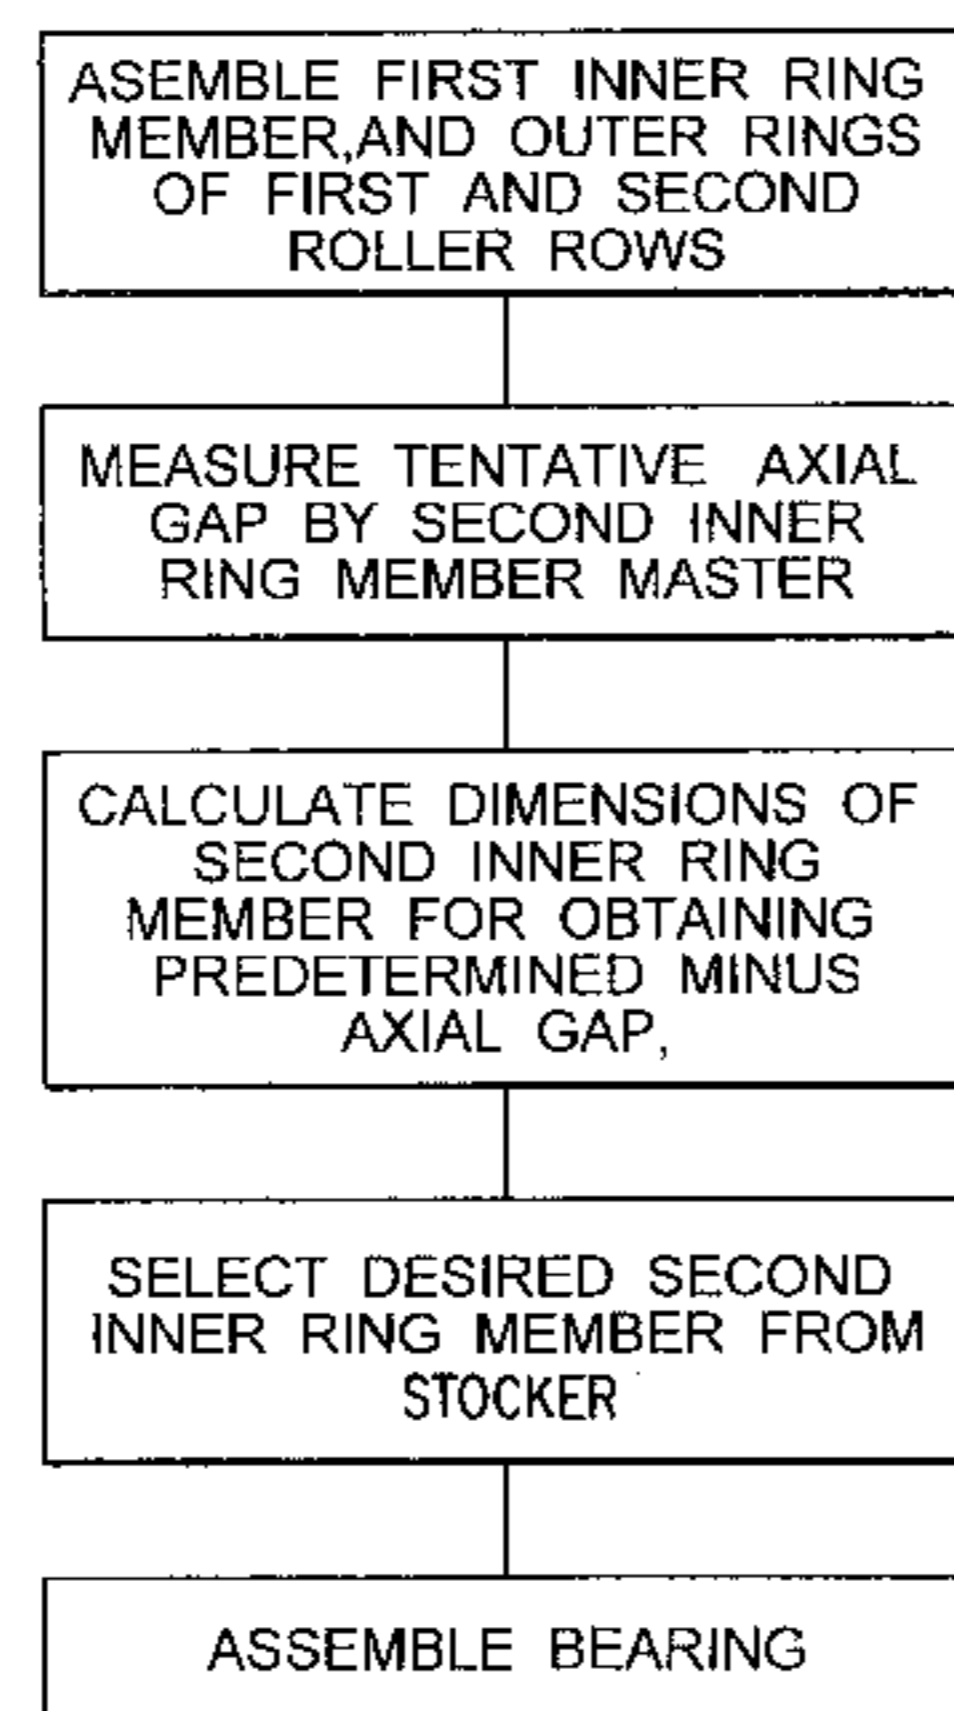 ASEMBLE FIRST INNER RING
MEMBER,AND OUTER RINGS
OF FIRST AND SECOND
ROLLER ROWS
MEASURE TENTATIVE AXIAL
GAP BY SECOND INNER
RING MEMBER MASTER
CALCULATE DIMENSIONS OF
SECOND INNER RING
MEMBER FOR OBTAINING
PREDETERMINED MINUS
AXIAL GAP,
SELECT DESIRED SECOND
INNER RING MEMBER FROM
STOCKER
ASSEMBLE BEARING